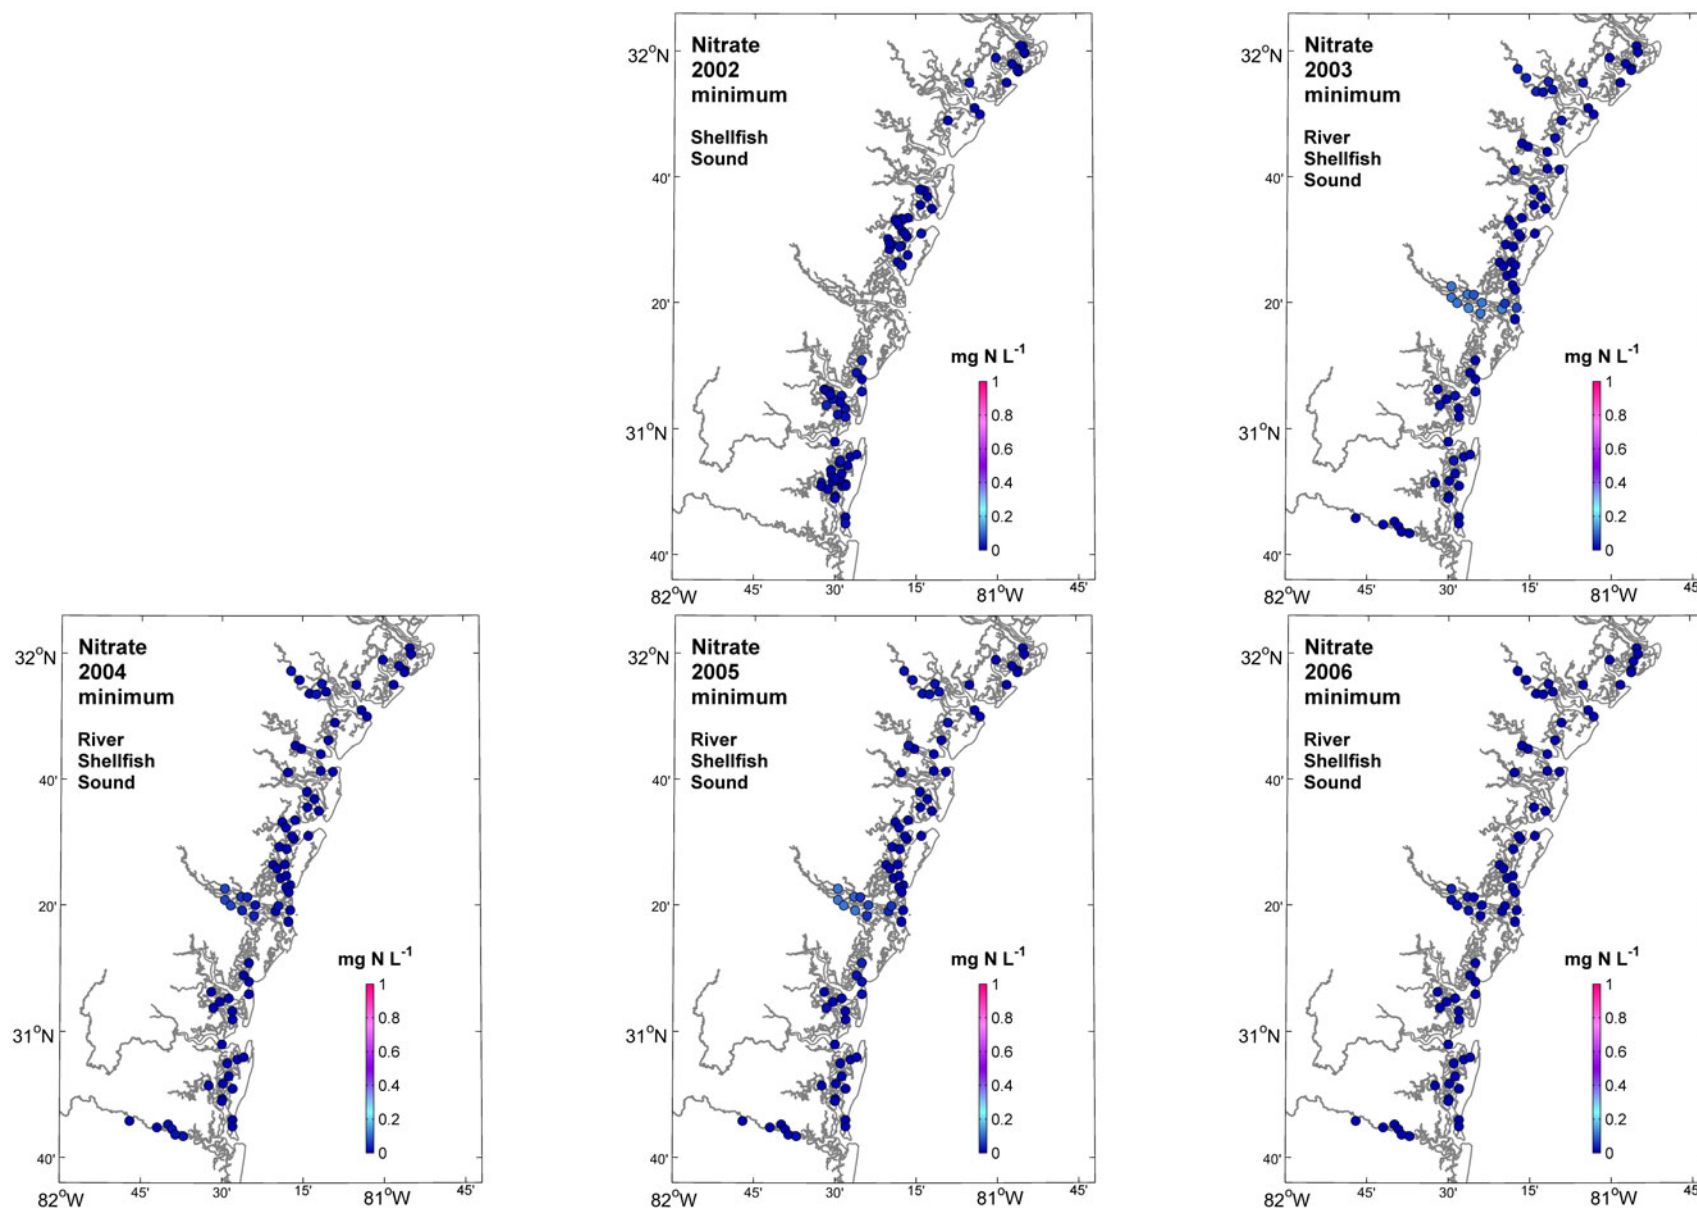 Nitrate
2002
minimum
Shellfish
Sound
32°N
40'
20'
31°N
40'
82°W
45'
30'
15'
81°W
45'
mg N L⁻¹
1
0.8
0.6
0.4
0.2
0
Nitrate
2003
minimum
River
Shellfish
Sound
32°N
40'
20'
31°N
40'
82°W
45'
30'
15'
81°W
45'
mg N L⁻¹
1
0.8
0.6
0.4
0.2
0
Nitrate
2004
minimum
River
Shellfish
Sound
32°N
40'
20'
31°N
40'
82°W
45'
30'
15'
81°W
45'
mg N L⁻¹
1
0.8
0.6
0.4
0.2
0
Nitrate
2005
minimum
River
Shellfish
Sound
32°N
40'
20'
31°N
40'
82°W
45'
30'
15'
81°W
45'
mg N L⁻¹
1
0.8
0.6
0.4
0.2
0
Nitrate
2006
minimum
River
Shellfish
Sound
32°N
40'
20'
31°N
40'
82°W
45'
30'
15'
81°W
45'
mg N L⁻¹
1
0.8
0.6
0.4
0.2
0